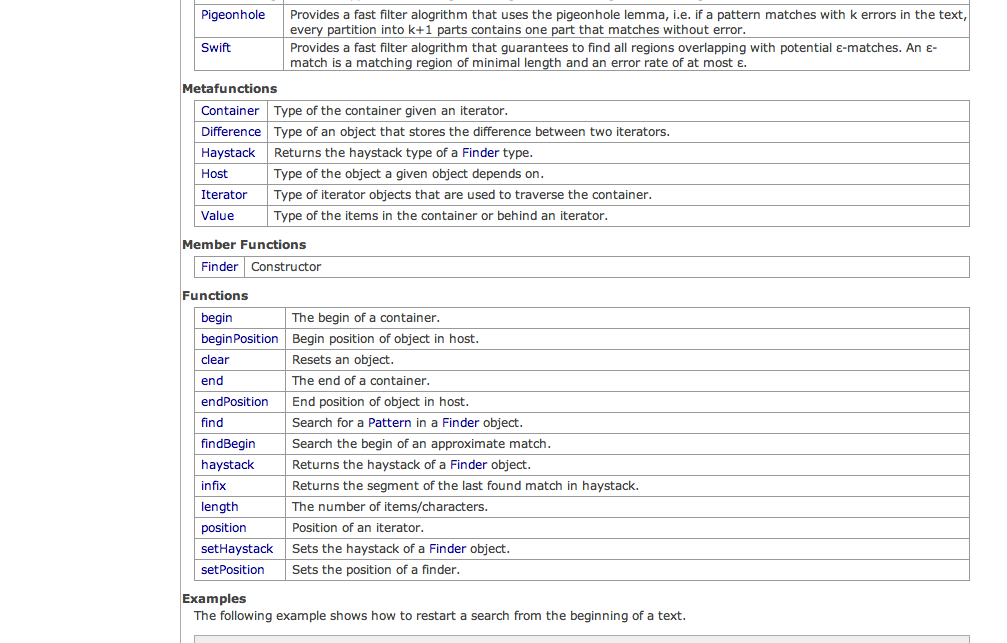 Pigeonhole Provides a fast filter alogrithm that uses the pigeonhole lemma, i.e. if a pattern matches with k errors in the text,
every partition into k+1 parts contains one part that matches without error.
Swift Provides a fast filter alogrithm that guarantees to find all regions overlapping with potential ε-matches. An ε-
match is a matching region of minimal length and an error rate of at most ε.
Metafunctions
Container Type of the container given an iterator.
Difference Type of an object that stores the difference between two iterators.
Haystack Returns the haystack type of a Finder type.
Host Type of the object a given object depends on.
Iterator Type of iterator objects that are used to traverse the container.
Value Type of the items in the container or behind an iterator.
Member Functions
Finder Constructor
Functions
begin The begin of a container.
beginPosition Begin position of object in host.
clear Resets an object.
end The end of a container.
endPosition End position of object in host.
find Search for a Pattern in a Finder object.
findBegin Search the begin of an approximate match.
haystack Returns the haystack of a Finder object.
infix Returns the segment of the last found match in haystack.
length The number of items/characters.
position Position of an iterator.
setHaystack Sets the haystack of a Finder object.
setPosition Sets the position of a finder.
Examples
The following example shows how to restart a search from the beginning of a text.